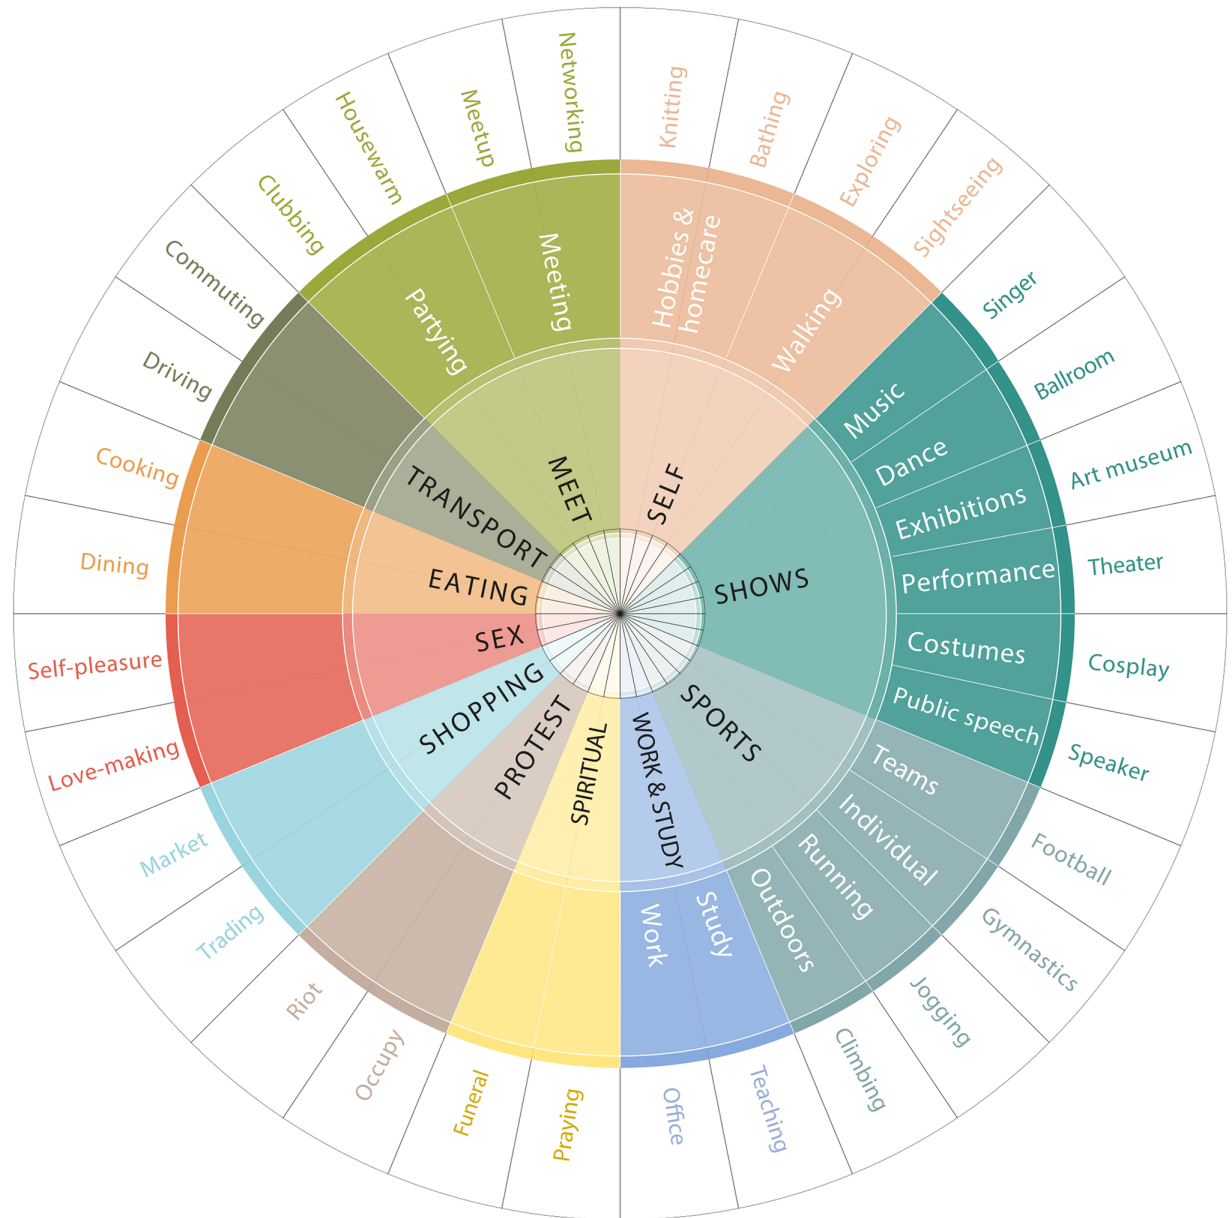 Networking
Knitting
Bathing
Exploring
Sightseeing
Singer
Ballroom
Art museum
Theater
Cosplay
Speaker
Football
Gymnastics
Jogging
Climbing
Teaching
Office
Praying
Funeral
Occupy
Riot
Trading
Market
Love-making
Self-pleasure
Dining
Cooking
Driving
Commuting
Clubbing
Housewarm
Meetup
Meeting
Hobbies &
homecare
Walking
Music
Dance
Exhibitions
Performance
Costumes
Public speech
Teams
Individual
Running
Outdoors
Study
Work
Partying
MEET
SELF
SHOWS
SPORTS
WORK & STUDY
SPIRITUAL
PROTEST
SHOPPING
SEX
EATING
TRANSPORT